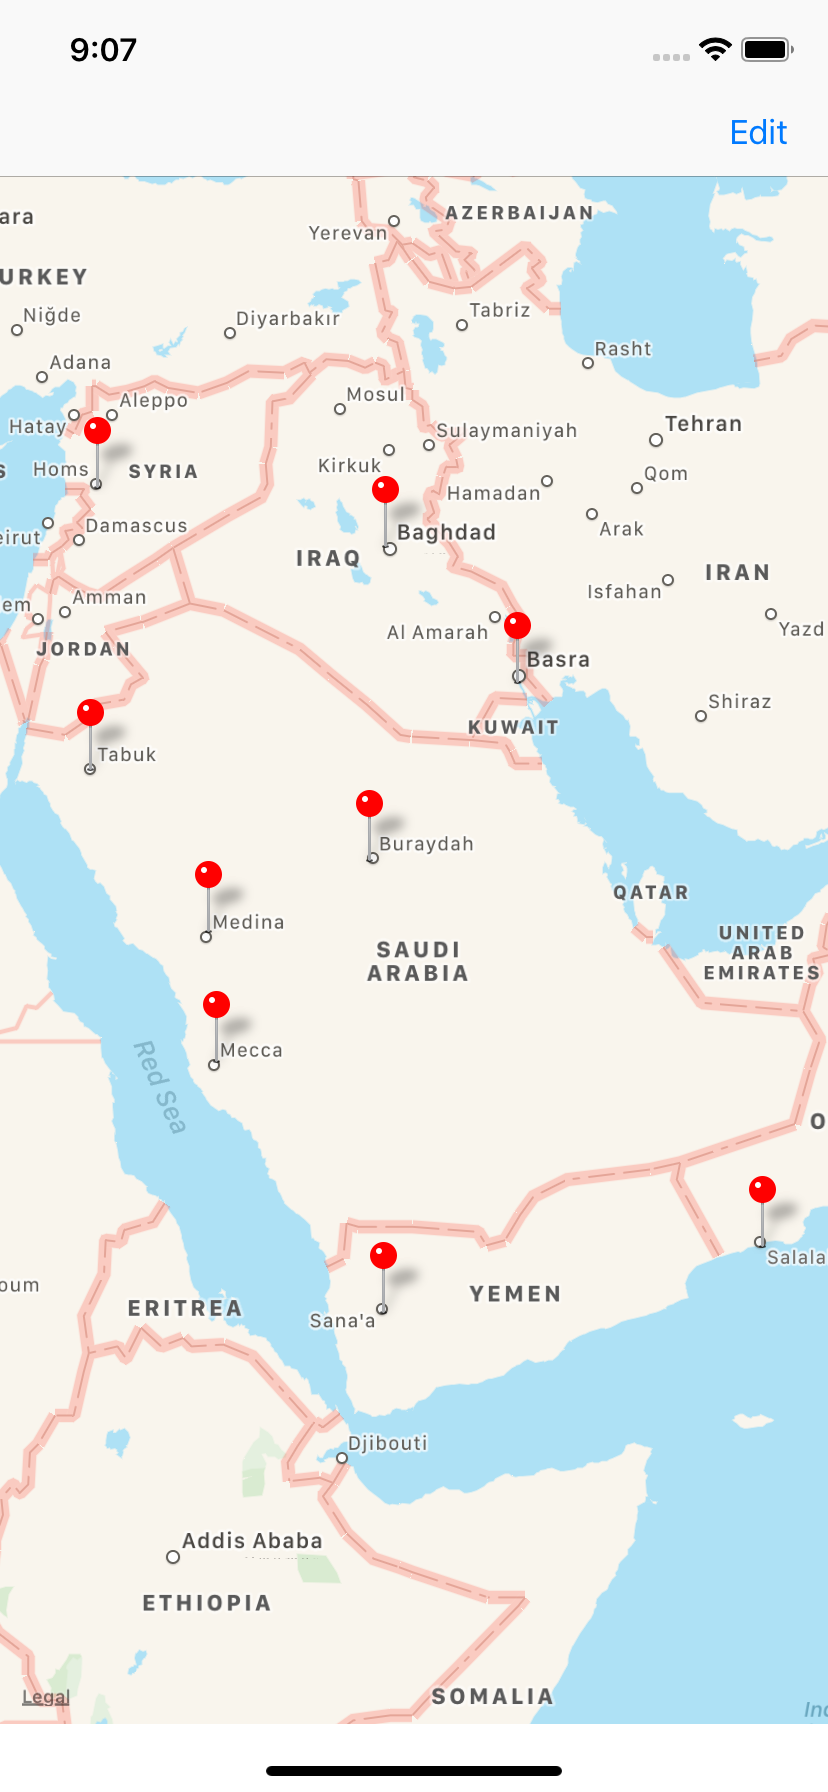 9:07
Edit
ara
AZERBAIJAN
Yerevan
URKEY
Niğde
Diyarbakır
Tabriz
Rasht
Adana
Aleppo
Mosul
Hatay
Sulaymaniyah
Tehran
Homs
SYRIA
Kirkuk
Hamadan
Qom
S
eirut
Damascus
Baghdad
Arak
IRAQ
IRAN
em
Amman
Isfahan
Al Amarah
Yazd
JORDAN
Basra
Shiraz
KUWAIT
Tabuk
Buraydah
QATAR
Medina
UNITED
ARAB
EMIRATES
SAUDI
ARABIA
Mecca
Red Sea
O
Salala
oum
ERITREA
YEMEN
Sana'a
Djibouti
Addis Ababa
ETHIOPIA
Legal
SOMALIA
Ind